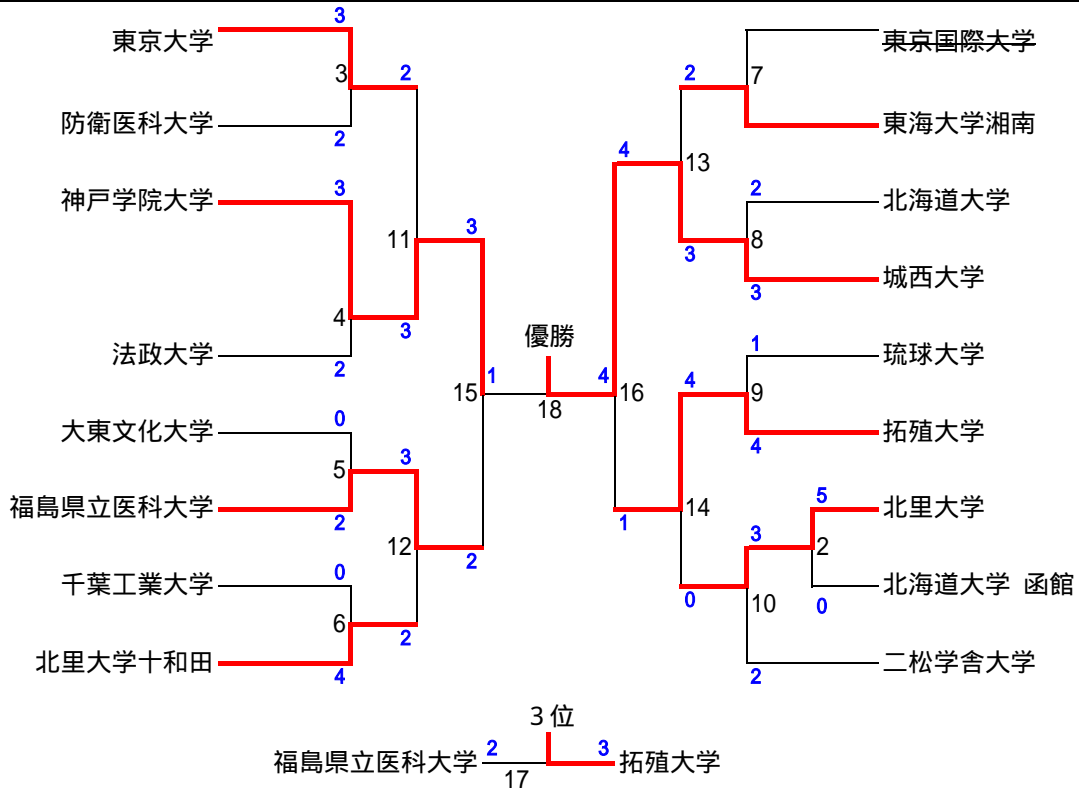 3
東京大学
3
2
防衛医科大学
2
神戸学院大学
3
11
3
4
3
法政大学
2
15
1
大東文化大学
0
5
3
福島県立医科大学
2
12
2
千葉工業大学
0
6
2
北里大学十和田
4
優勝
18
東京国際大学
7
2
東海大学湘南
4
13
北海道大学
2
8
3
城西大学
3
4
16
琉球大学
1
4
9
拓殖大学
4
北里大学
5
14
1
3
2
北海道大学 函館
0
0
10
二松学舎大学
2
3位
福島県立医科大学
2
3
拓殖大学
17